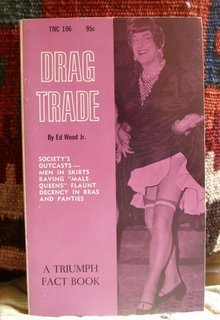 TNC 106 95c
DRAG
TRADE
By Ed Wood Jr.
SOCIETY'S
OUTCASTS—
MEN IN SKIRTS
RAVING "MALE-
QUEENS" FLAUNT
DECENCY IN BRAS
AND PANTIES
A TRIUMPH
FACT BOOK